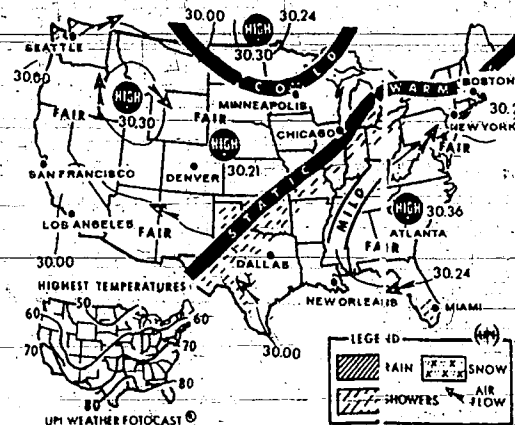 30.00 HIGH 30.24
SEATTLE
30.30
30.00
COLD
WARM
BOSTON
MINNEAPOLIS
HIGH
30.30
FAIR
FAIR
CHICAGO
NEW YORK
FAIR
HIGH
30.21
DENVER
SAN FRANCISCO
STATIC
MILD
HIGH 30.36
LOS ANGELES
FAIR
ATLANTA
FAIR
DALLAS
30.00
30.24
HIGHEST TEMPERATURES
NEW ORLEANS
MIAMI
50
60
60
30.00
70
70
80
80
LEGEND
RAIN
SNOW
SHOWERS
AIR
FLOW
UPI WEATHER FOTOCAST ®